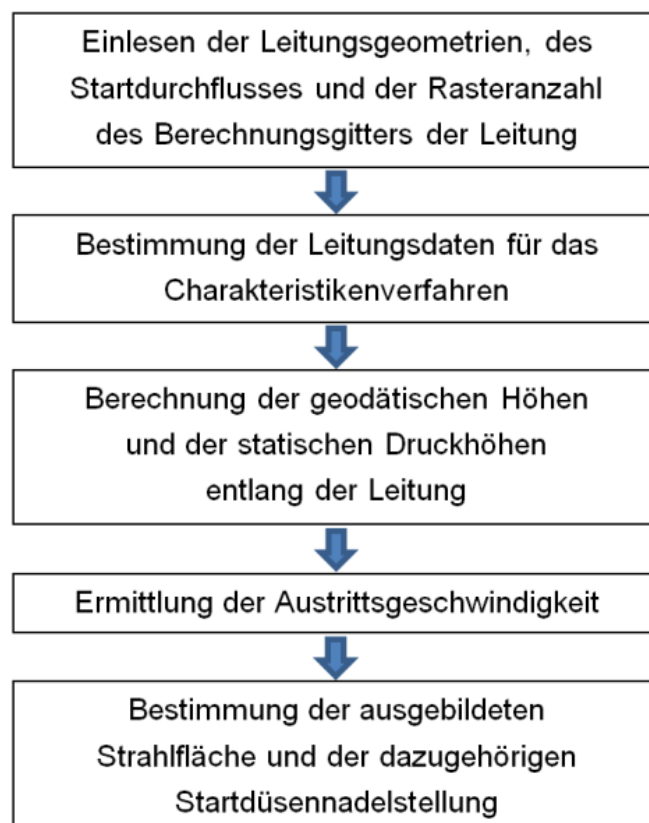 Einlesen der Leitungsgeometrien, des
Startdurchflusses und der Rasteranzahl
des Berechnungsgitters der Leitung
Bestimmung der Leitungsdaten für das
Charakteristikenverfahren
Berechnung der geodätischen Höhen
und der statischen Druckhöhen
entlang der Leitung
Ermittlung der Austrittsgeschwindigkeit
Bestimmung der ausgebildeten
Strahlfläche und der dazugehörigen
Startdüsennadelstellung